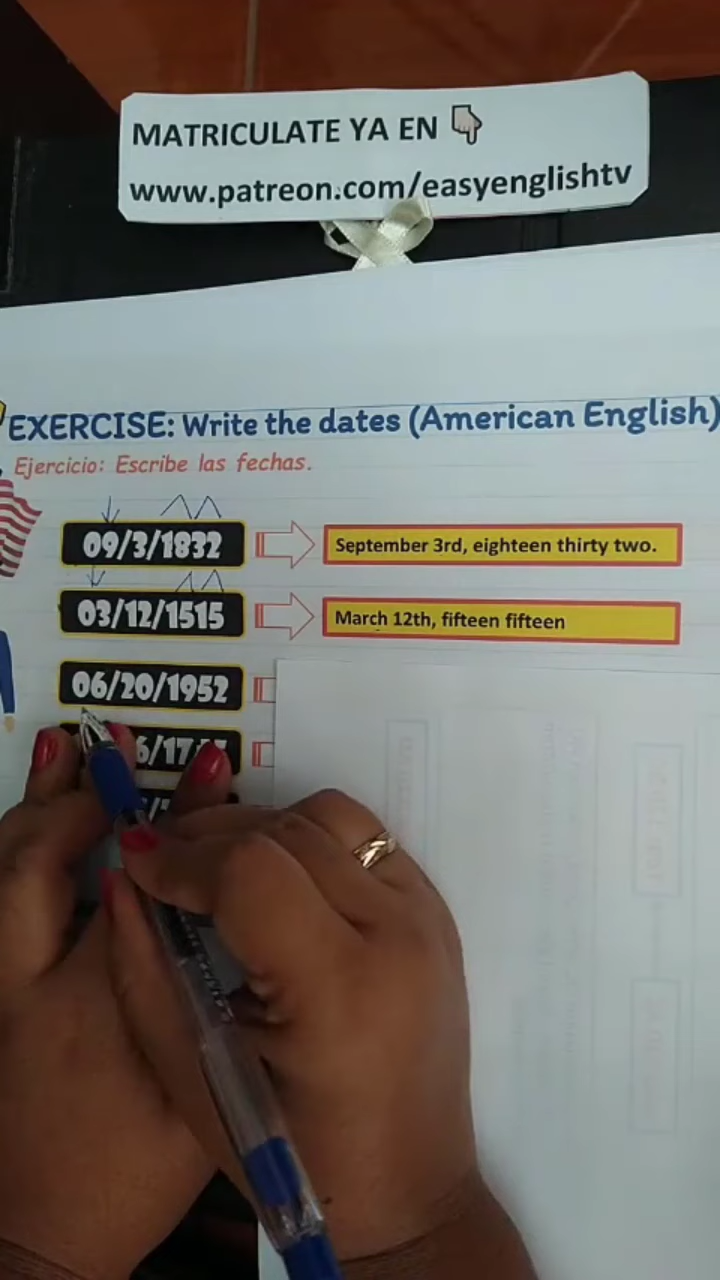 MATRICULATE YA EN
www.patreon.com/easyenglishtv
EXERCISE: Write the dates (American English)
Ejercicio: Escribe las fechas.
09/3/1832
September 3rd, eighteen thirty two.
03/12/1515
March 12th, fifteen fifteen
06/20/1952